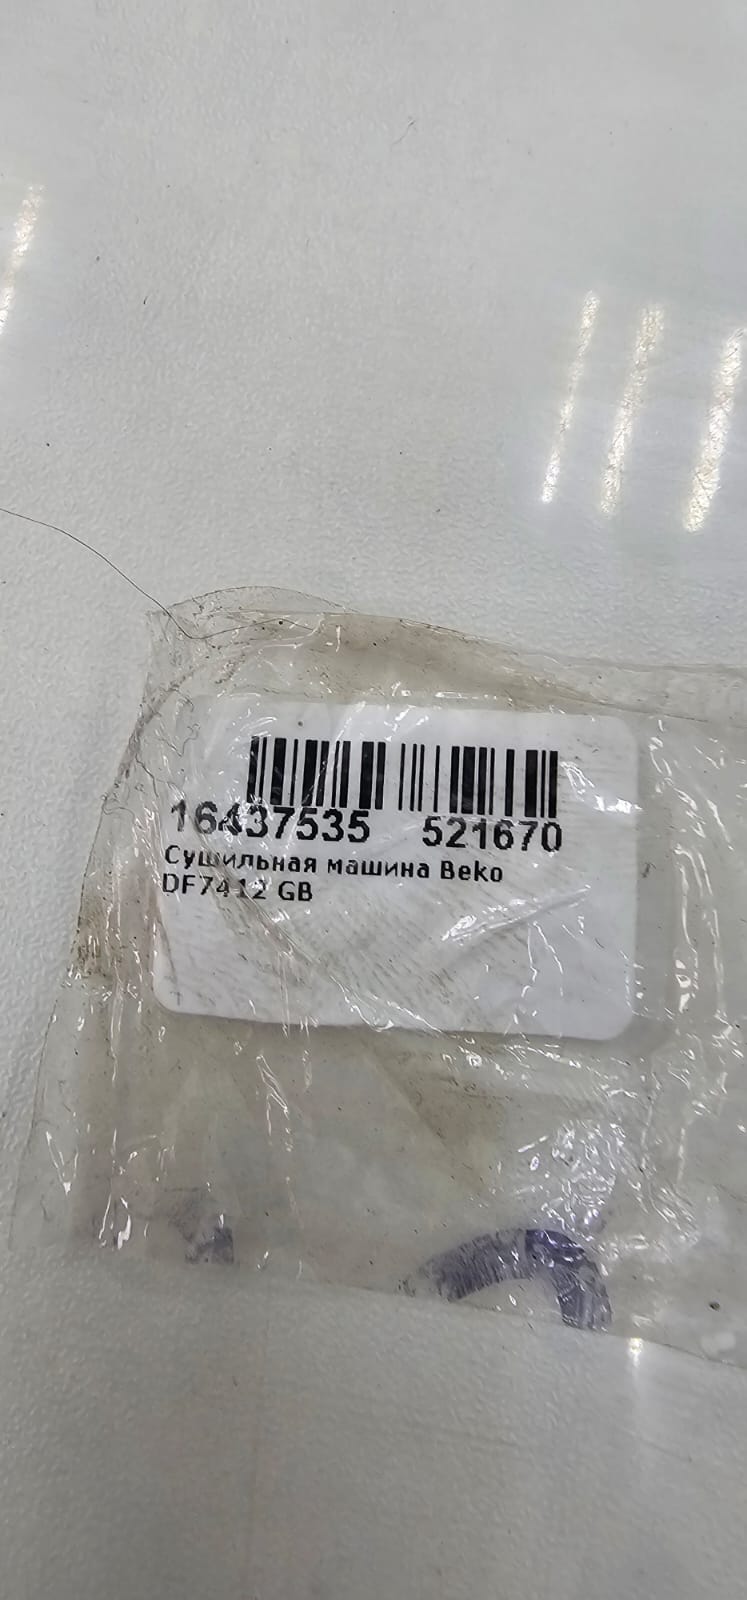 16437535 521670
Сушильная машина Beko
DF7412 GB